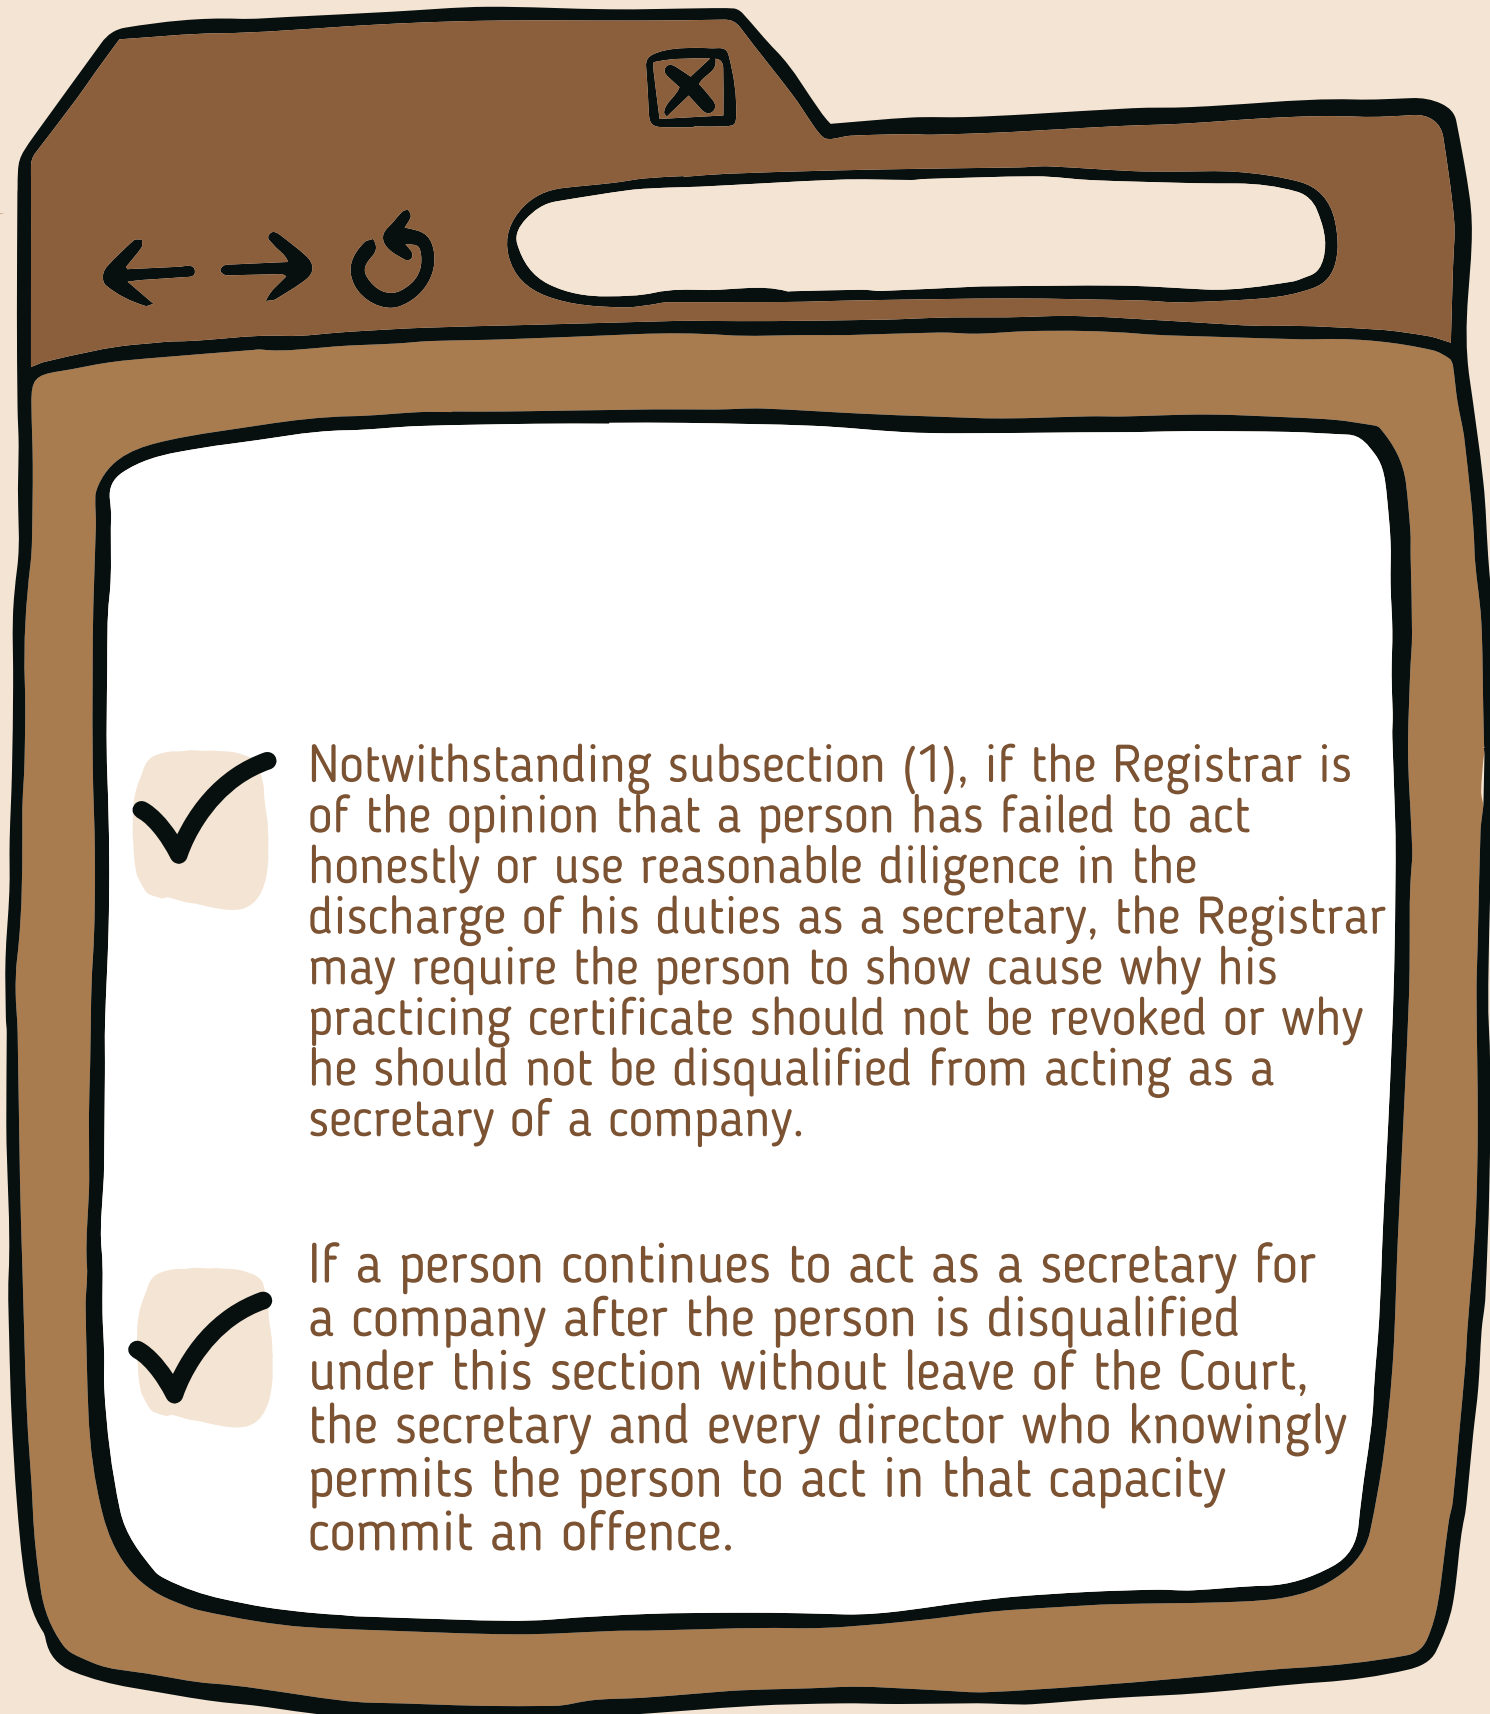 Notwithstanding subsection (1), if the Registrar is
of the opinion that a person has failed to act
honestly or use reasonable diligence in the
discharge of his duties as a secretary, the Registrar
may require the person to show cause why his
practicing certificate should not be revoked or why
he should not be disqualified from acting as a
secretary of a company.
If a person continues to act as a secretary for
a company after the person is disqualified
under this section without leave of the Court,
the secretary and every director who knowingly
permits the person to act in that capacity
commit an offence.